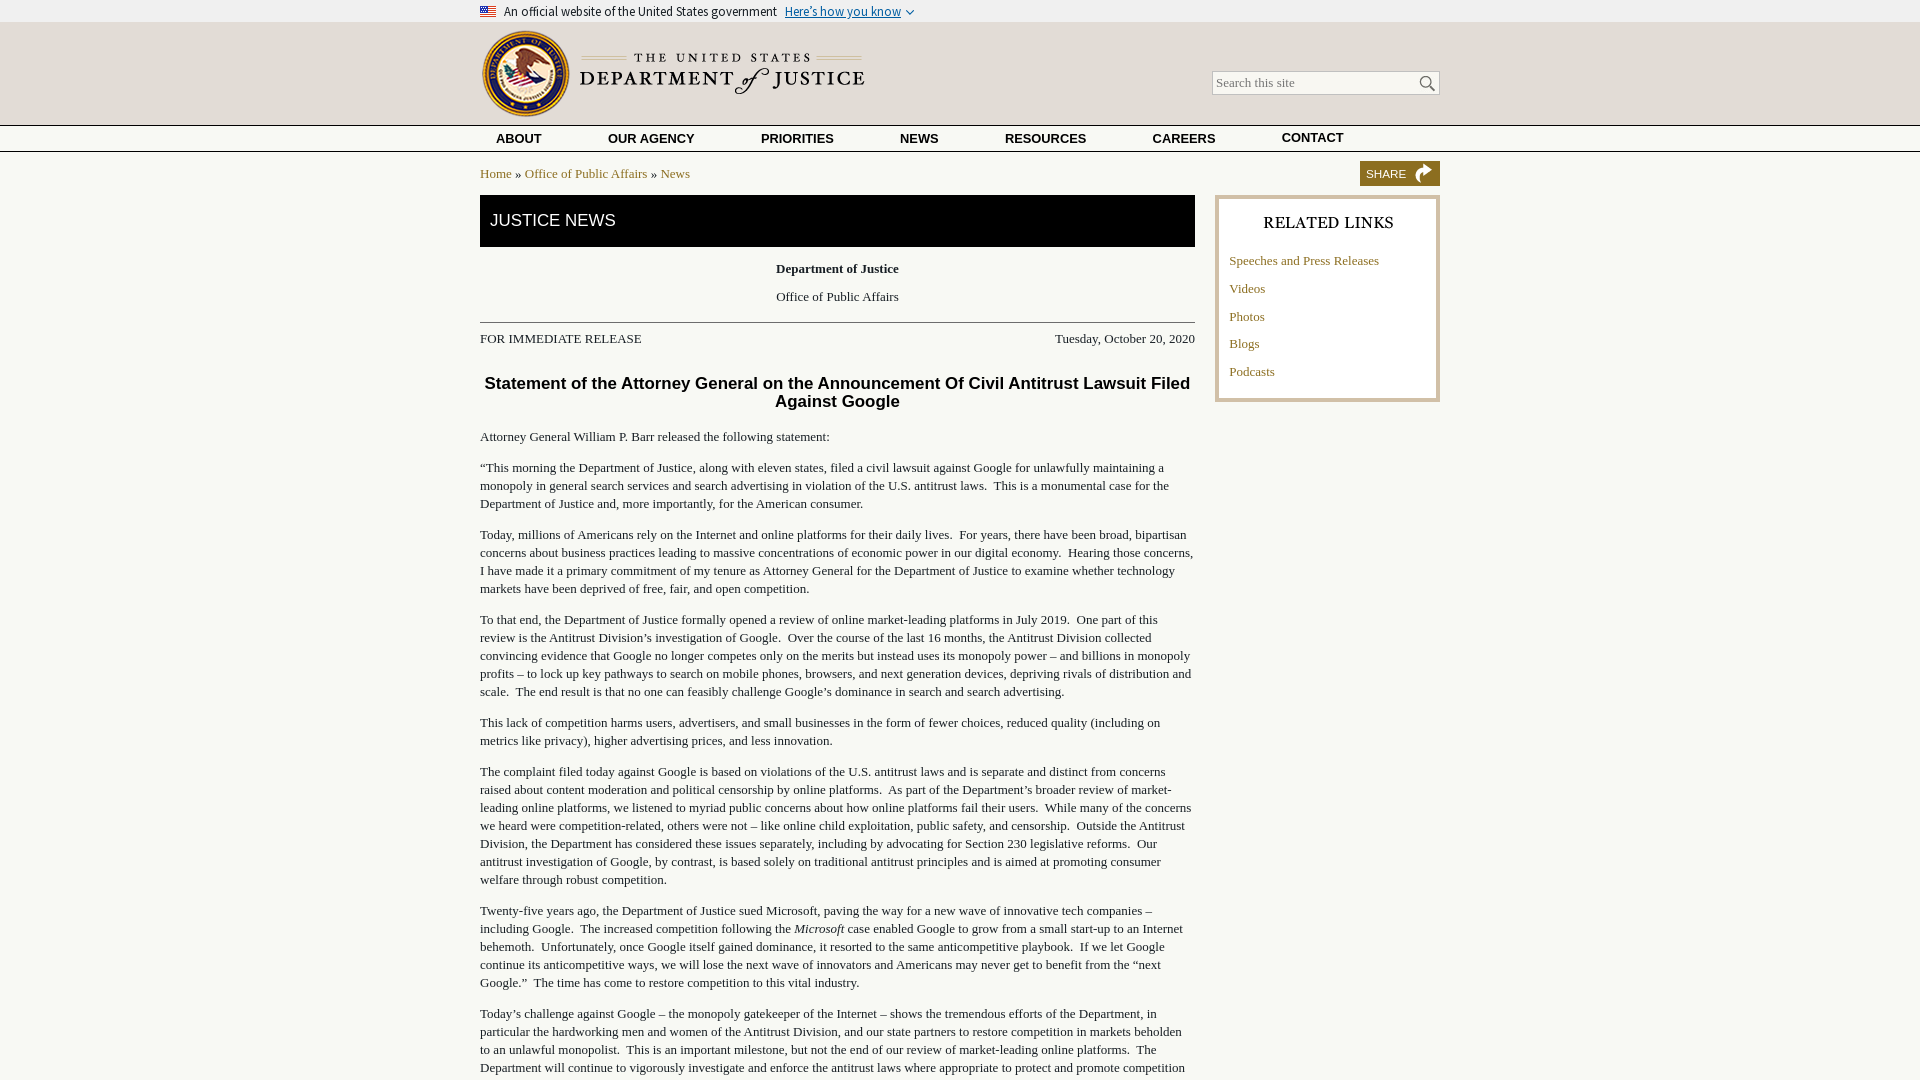 An official website of the United States government Here’s how you know
THE UNITED STATES
DEPARTMENT of JUSTICE
Search this site
ABOUT OUR AGENCY PRIORITIES NEWS RESOURCES CAREERS CONTACT
Home » Office of Public Affairs » News
SHARE
JUSTICE NEWS
Department of Justice
Office of Public Affairs
FOR IMMEDIATE RELEASE Tuesday, October 20, 2020
Statement of the Attorney General on the Announcement Of Civil Antitrust Lawsuit Filed
Against Google
Attorney General William P. Barr released the following statement:
“This morning the Department of Justice, along with eleven states, filed a civil lawsuit against Google for unlawfully maintaining a
monopoly in general search services and search advertising in violation of the U.S. antitrust laws.  This is a monumental case for the
Department of Justice and, more importantly, for the American consumer.
Today, millions of Americans rely on the Internet and online platforms for their daily lives.  For years, there have been broad, bipartisan
concerns about business practices leading to massive concentrations of economic power in our digital economy.  Hearing those concerns,
I have made it a primary commitment of my tenure as Attorney General for the Department of Justice to examine whether technology
markets have been deprived of free, fair, and open competition.
To that end, the Department of Justice formally opened a review of online market-leading platforms in July 2019.  One part of this
review is the Antitrust Division’s investigation of Google.  Over the course of the last 16 months, the Antitrust Division collected
convincing evidence that Google no longer competes only on the merits but instead uses its monopoly power – and billions in monopoly
profits – to lock up key pathways to search on mobile phones, browsers, and next generation devices, depriving rivals of distribution and
scale.  The end result is that no one can feasibly challenge Google’s dominance in search and search advertising.
This lack of competition harms users, advertisers, and small businesses in the form of fewer choices, reduced quality (including on
metrics like privacy), higher advertising prices, and less innovation.
The complaint filed today against Google is based on violations of the U.S. antitrust laws and is separate and distinct from concerns
raised about content moderation and political censorship by online platforms.  As part of the Department’s broader review of market-
leading online platforms, we listened to myriad public concerns about how online platforms fail their users.  While many of the concerns
we heard were competition-related, others were not – like online child exploitation, public safety, and censorship.  Outside the Antitrust
Division, the Department has considered these issues separately, including by advocating for Section 230 legislative reforms.  Our
antitrust investigation of Google, by contrast, is based solely on traditional antitrust principles and is aimed at promoting consumer
welfare through robust competition.
Twenty-five years ago, the Department of Justice sued Microsoft, paving the way for a new wave of innovative tech companies –
including Google.  The increased competition following the Microsoft case enabled Google to grow from a small start-up to an Internet
behemoth.  Unfortunately, once Google itself gained dominance, it resorted to the same anticompetitive playbook.  If we let Google
continue its anticompetitive ways, we will lose the next wave of innovators and Americans may never get to benefit from the “next
Google.”  The time has come to restore competition to this vital industry.
Today’s challenge against Google – the monopoly gatekeeper of the Internet – shows the tremendous efforts of the Department, in
particular the hardworking men and women of the Antitrust Division, and our state partners to restore competition in markets beholden
to an unlawful monopolist.  This is an important milestone, but not the end of our review of market-leading online platforms.  The
Department will continue to vigorously investigate and enforce the antitrust laws where appropriate to protect and promote competition
RELATED LINKS
Speeches and Press Releases
Videos
Photos
Blogs
Podcasts